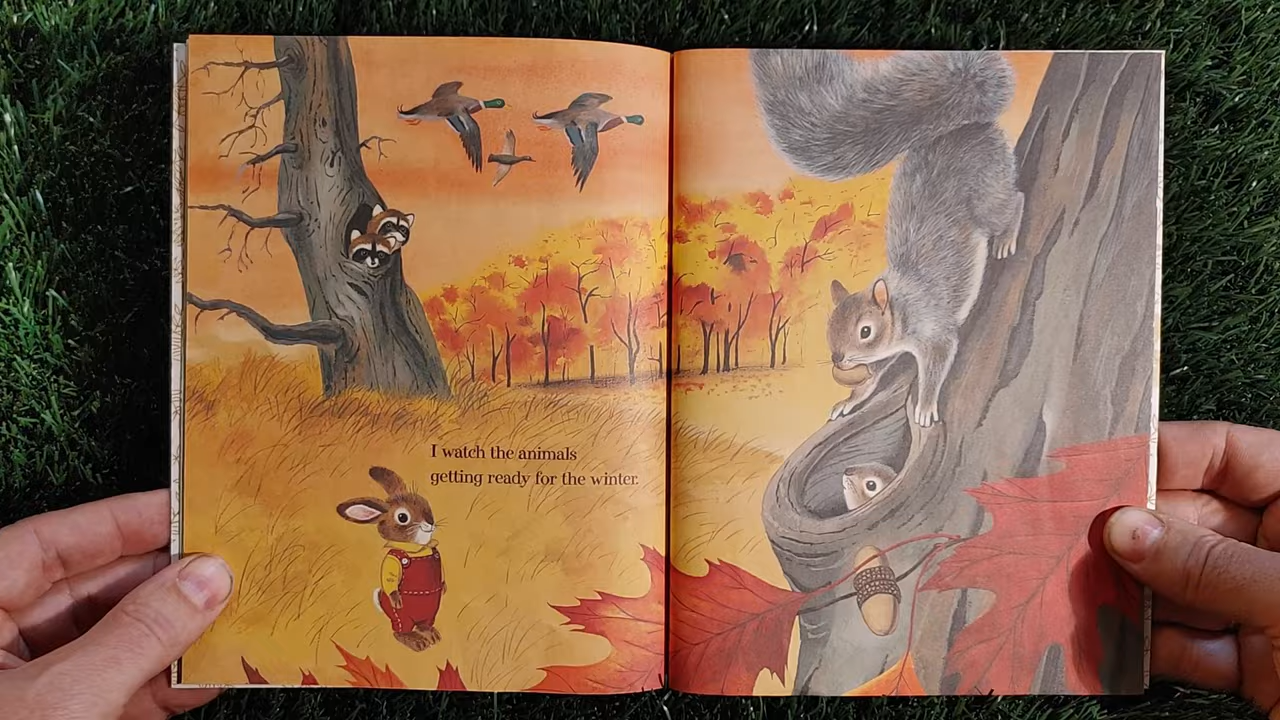 I watch the animals
getting ready for the winter.